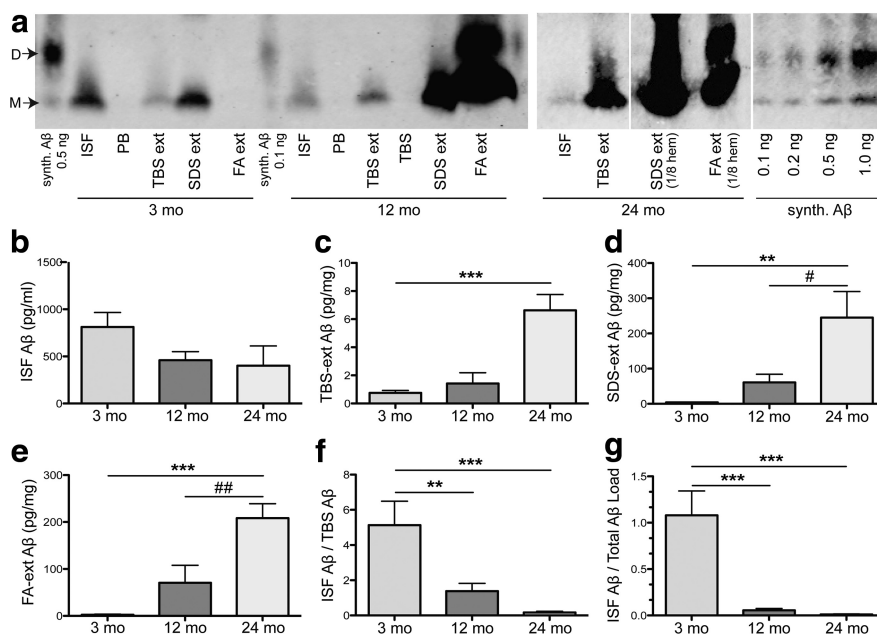 a
D
M
synth. Aβ
0.5 ng
ISF
PB
TBS ext
SDS ext
FA ext
synth. Aβ
0.1 ng
ISF
PB
TBS ext
TBS
SDS ext
FA ext
ISF
TBS ext
SDS ext
(1/8 hem)
FA ext
(1/8 hem)
0.1 ng
0.2 ng
0.5 ng
1.0 ng
3 mo
12 mo
24 mo
synth. Aβ
b
ISF Aβ (pg/ml)
1500
1000
500
0
3 mo 12 mo 24 mo
c
TBS-ext Aβ (pg/mg)
8
6
4
2
0
***
3 mo 12 mo 24 mo
d
SDS-ext Aβ (pg/mg)
400
300
200
100
0
**
#
3 mo 12 mo 24 mo
e
FA-ext Aβ (pg/mg)
300
200
100
0
***
##
3 mo 12 mo 24 mo
f
ISF Aβ / TBS Aβ
8
6
4
2
0
***
**
3 mo 12 mo 24 mo
g
ISF Aβ / Total Aβ Load
1.5
1.0
0.5
0.0
***
***
3 mo 12 mo 24 mo